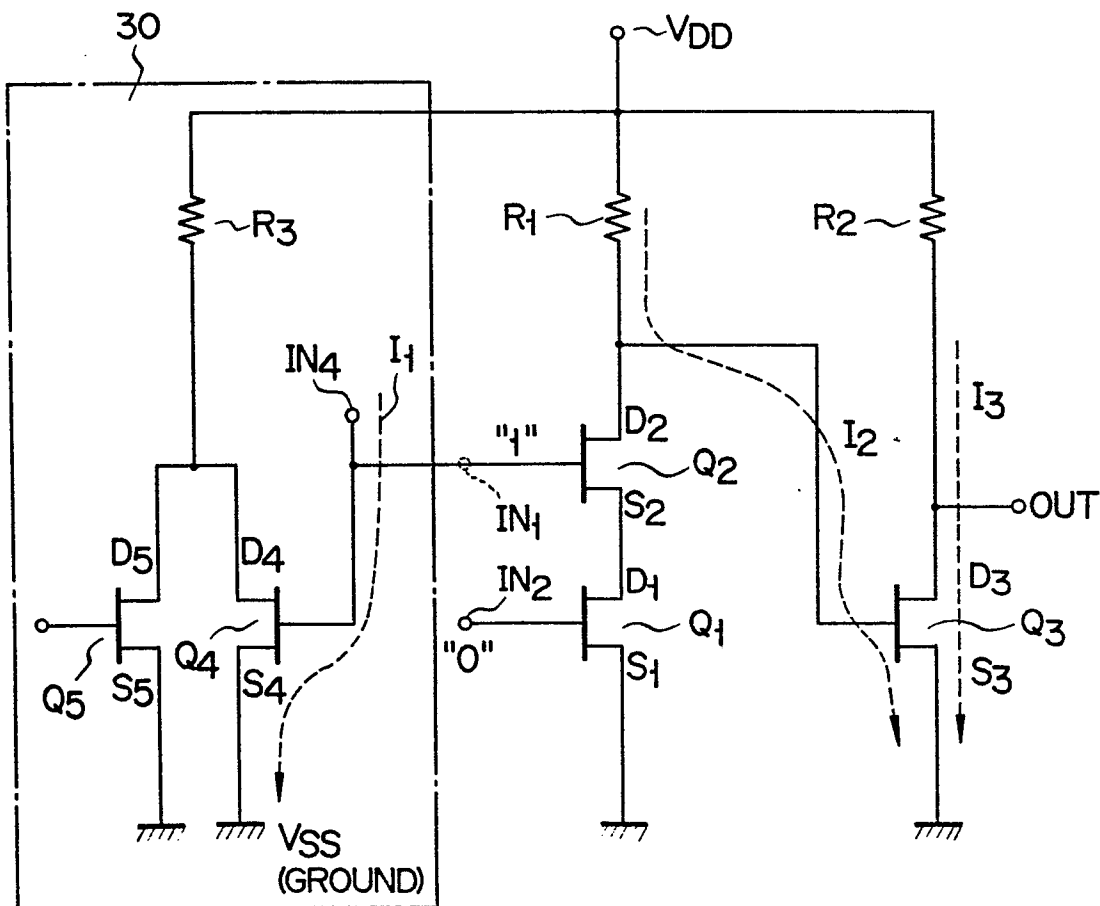 30
VDD
R3
R1
R2
IN4
I1
"1"
D2
Q2
I2
I3
IN1
S2
OUT
D5
D4
IN2
D1
D3
Q4
"0"
Q1
Q3
Q5
S5
S4
S1
S3
VSS
(GROUND)